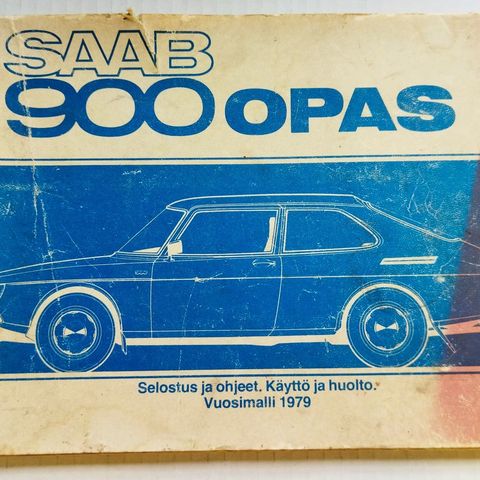 SAAB
900 OPAS
Selostus ja ohjeet. Käyttö ja huolto.
Vuosimalli 1979